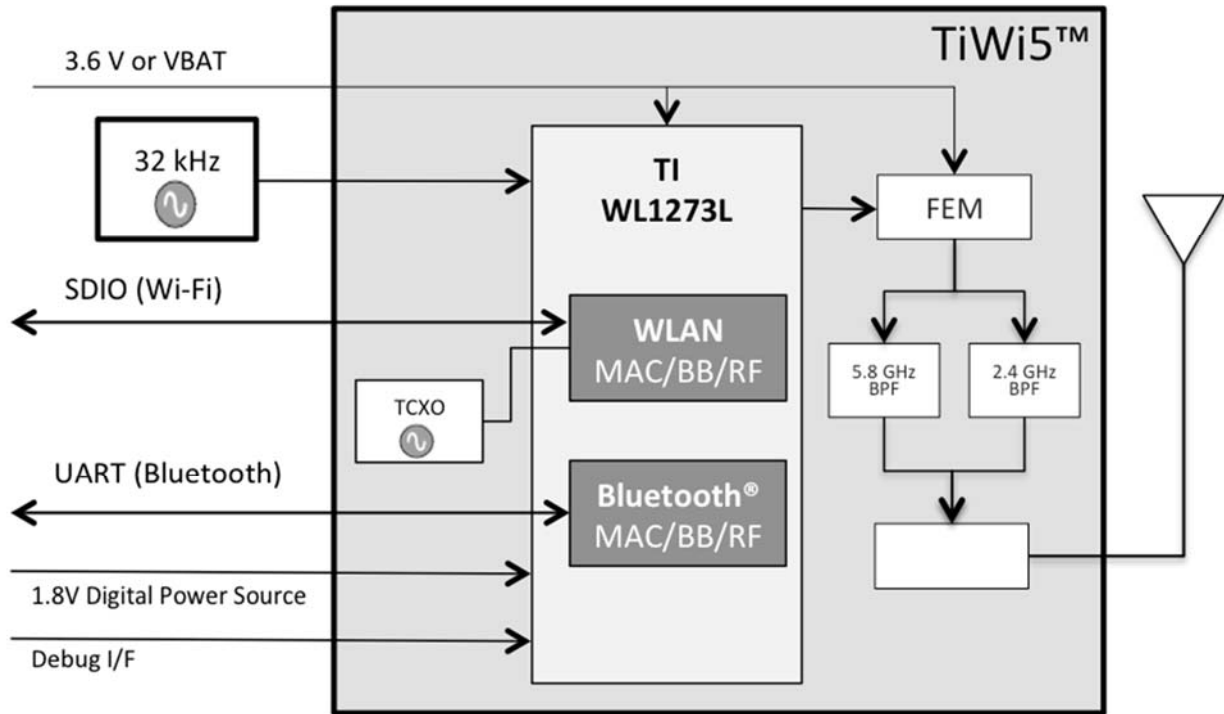 TiWi5™
3.6 V or VBAT
32 kHz
TI
WL1273L
FEM
SDIO (Wi-Fi)
WLAN
MAC/BB/RF
5.8 GHz
BPF
2.4 GHz
BPF
TCXO
UART (Bluetooth)
Bluetooth®
MAC/BB/RF
1.8V Digital Power Source
Debug I/F